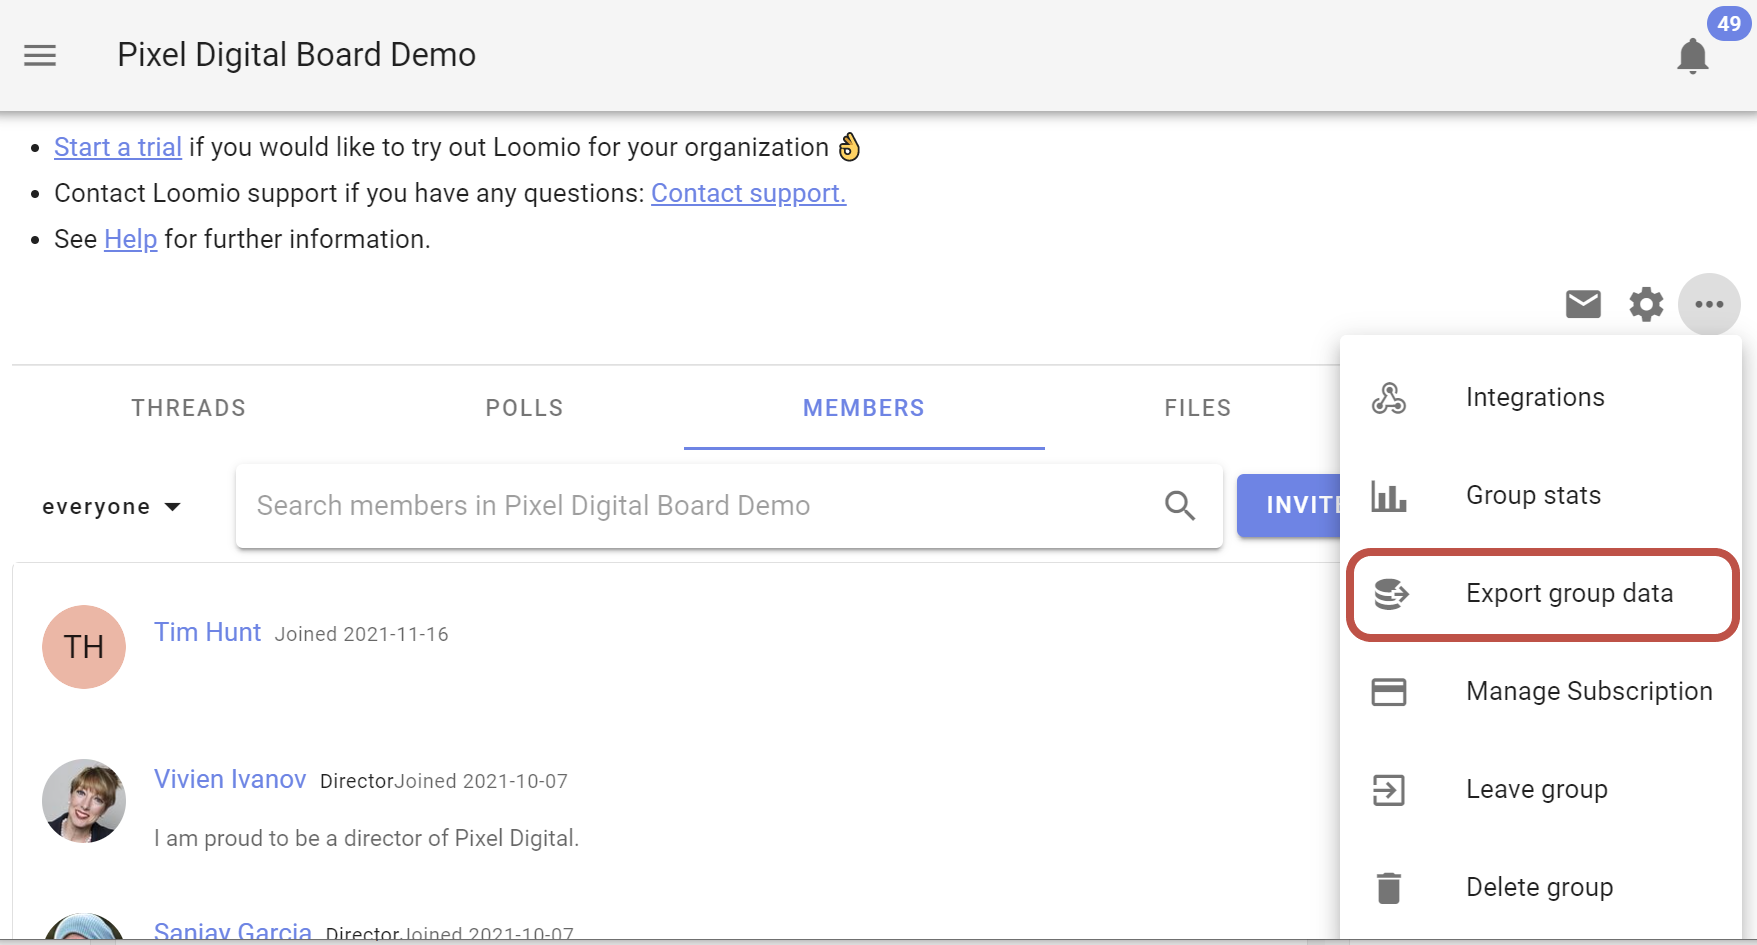 Pixel Digital Board Demo
49
Start a trial if you would like to try out Loomio for your organization 👌
Contact Loomio support if you have any questions: Contact support.
See Help for further information.
THREADS
POLLS
MEMBERS
FILES
everyone
Search members in Pixel Digital Board Demo
INVITE
Integrations
Group stats
Export group data
Manage Subscription
Leave group
Delete group
TH
Tim Hunt Joined 2021-11-16
Vivien Ivanov DirectorJoined 2021-10-07
I am proud to be a director of Pixel Digital.
Sanjay Garcia DirectorJoined 2021-10-07